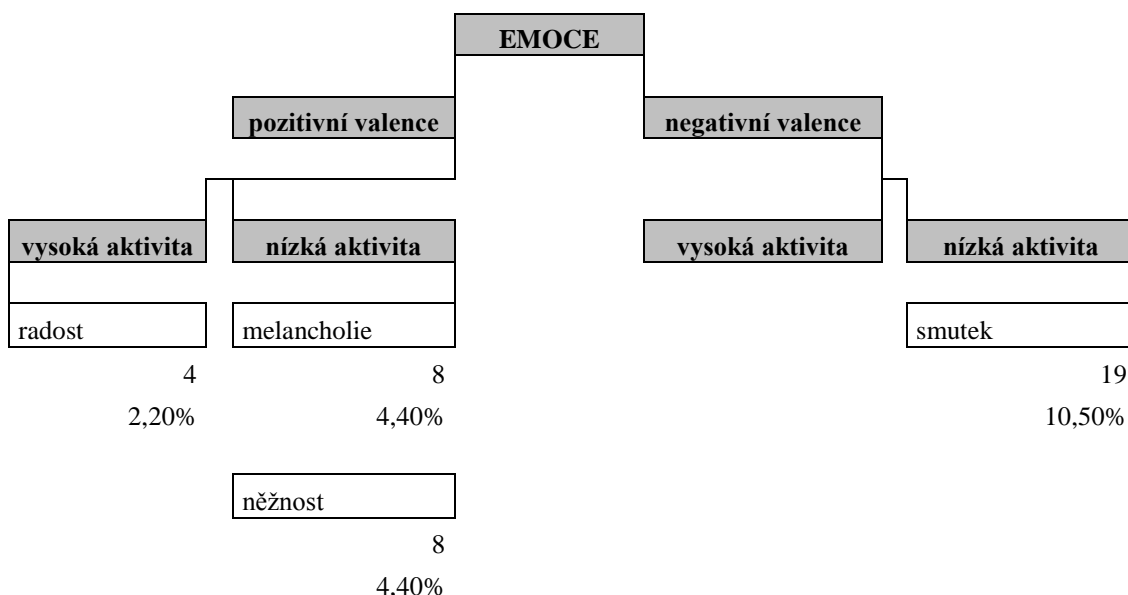 EMOCE
pozitivní valence negativní valence
vysoká aktivita nízká aktivita vysoká aktivita nízká aktivita
radost melancholie smutek
4 8 19
2,20% 4,40% 10,50%
něžnost
8
4,40%